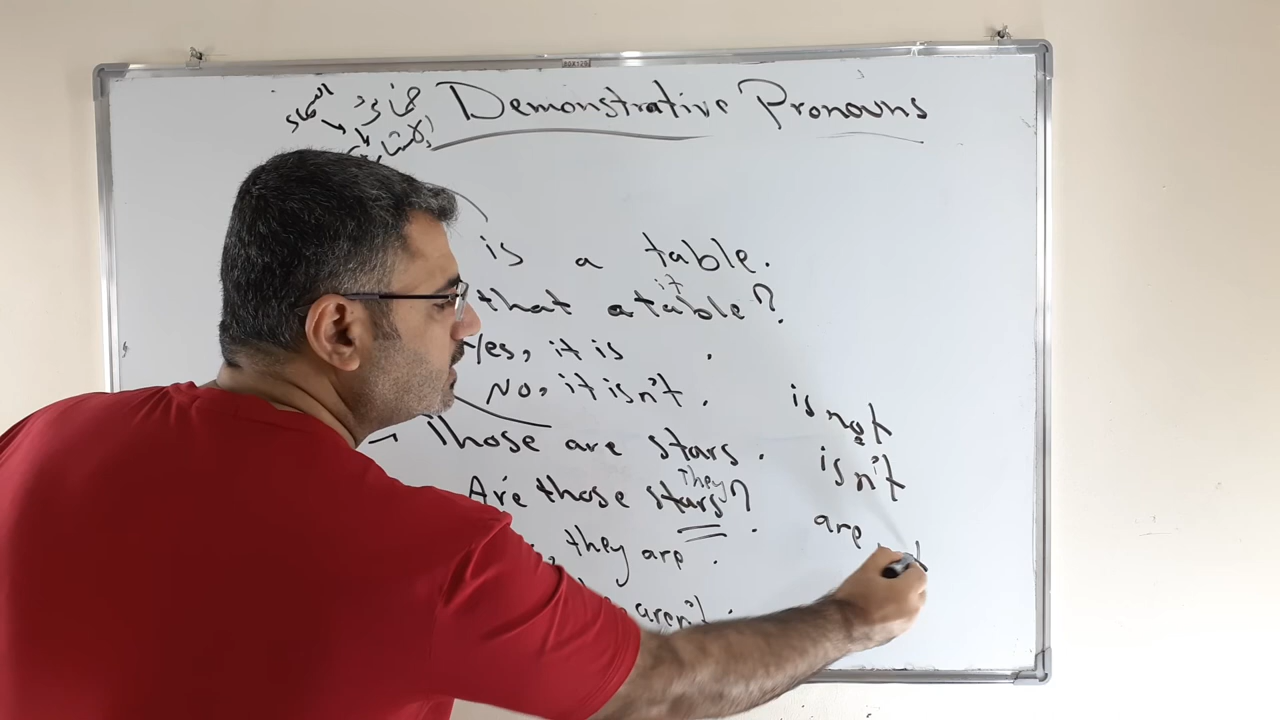 Demonstrative Pronouns
is a table.
it
that a table?
Yes, it is .
No, it isn't.
Those are stars.
They
Are those stars?
, they are .
aren't.
is not
isn't
are